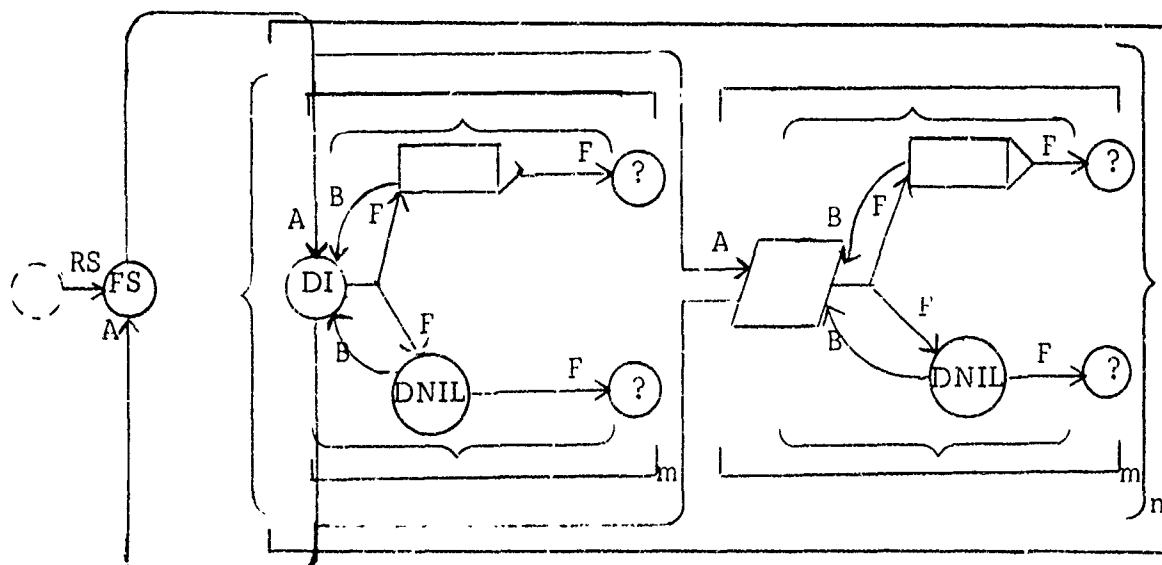 F ? F ?
B F B F
A A
RS FS DI
A
F F
B B
DNIL F ? DNIL F ?
m m
n